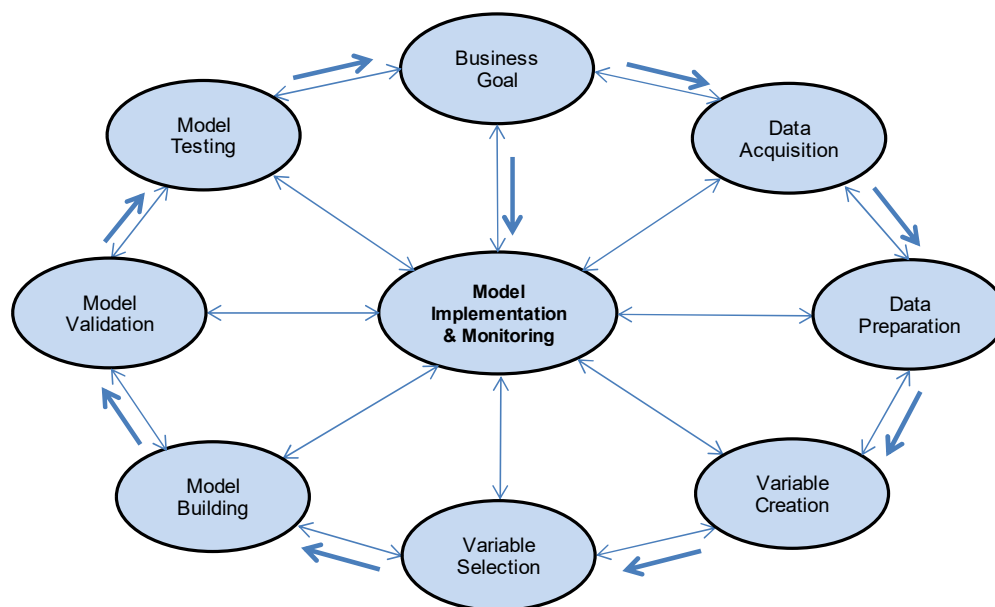 Business
Goal
Model
Testing
Data
Acquisition
Model
Validation
Model
Implementation
& Monitoring
Data
Preparation
Model
Building
Variable
Creation
Variable
Selection